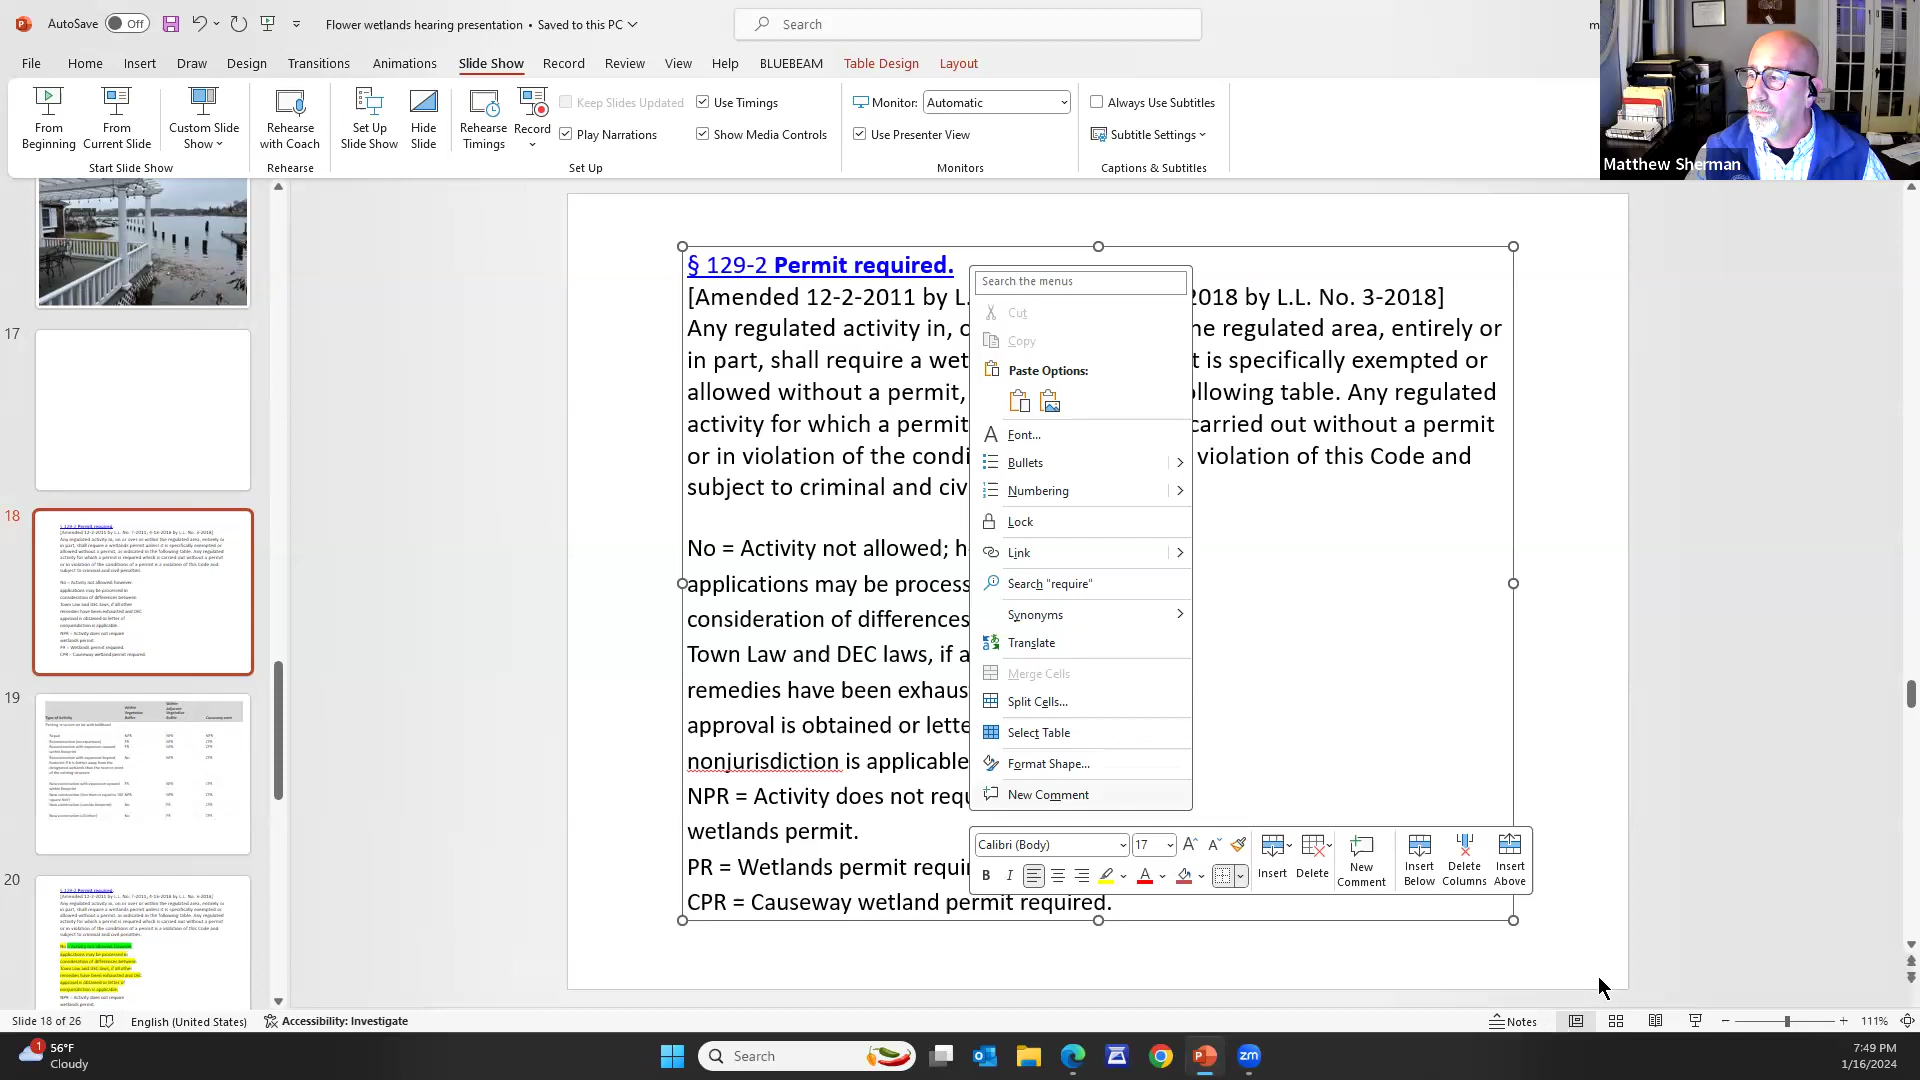 AutoSave Off
Flower wetlands hearing presentation • Saved to this PC
Search
File Home Insert Draw Design Transitions Animations Slide Show Record Review View Help BLUEBEAM Table Design Layout
From Beginning
From Current Slide
Custom Slide Show
Rehearse with Coach
Set Up Slide Show
Hide Slide
Rehearse Timings
Record
Keep Slides Updated
Use Timings
Play Narrations
Show Media Controls
Monitor: Automatic
Use Presenter View
Always Use Subtitles
Subtitle Settings
Start Slide Show Rehearse Set Up Monitors Captions & Subtitles
Matthew Sherman
17
18
§ 129-2 Permit required.
19
20
§ 129-2 Permit required.
§ 129-2 Permit required.
[Amended 12-2-2011 by L. 2018 by L.L. No. 3-2018]
Any regulated activity in, regulated area, entirely or
in part, shall require a is specifically exempted or
allowed without a permit, table. Any regulated
activity for which a permit carried out without a permit
or in violation of the violation of this Code and
subject to criminal and
No = Activity not allowed;
applications may be
consideration of differences
Town Law and DEC laws, if
remedies have been
approval is obtained or
nonjurisdiction is applicable
NPR = Activity does not
wetlands permit.
PR = Wetlands permit
CPR = Causeway wetland permit required.
Search the menus
Cut
Copy
Paste Options:
Font...
Bullets
Numbering
Lock
Link
Search "require"
Synonyms
Translate
Merge Cells
Split Cells...
Select Table
Format Shape...
New Comment
Calibri (Body) 17
B I
Insert
Delete
New Comment
Insert Below
Delete Columns
Insert Above
Slide 18 of 26
English (United States)
Accessibility: Investigate
Notes
111%
1
56°F
Cloudy
Search
zm
7:49 PM
1/16/2024